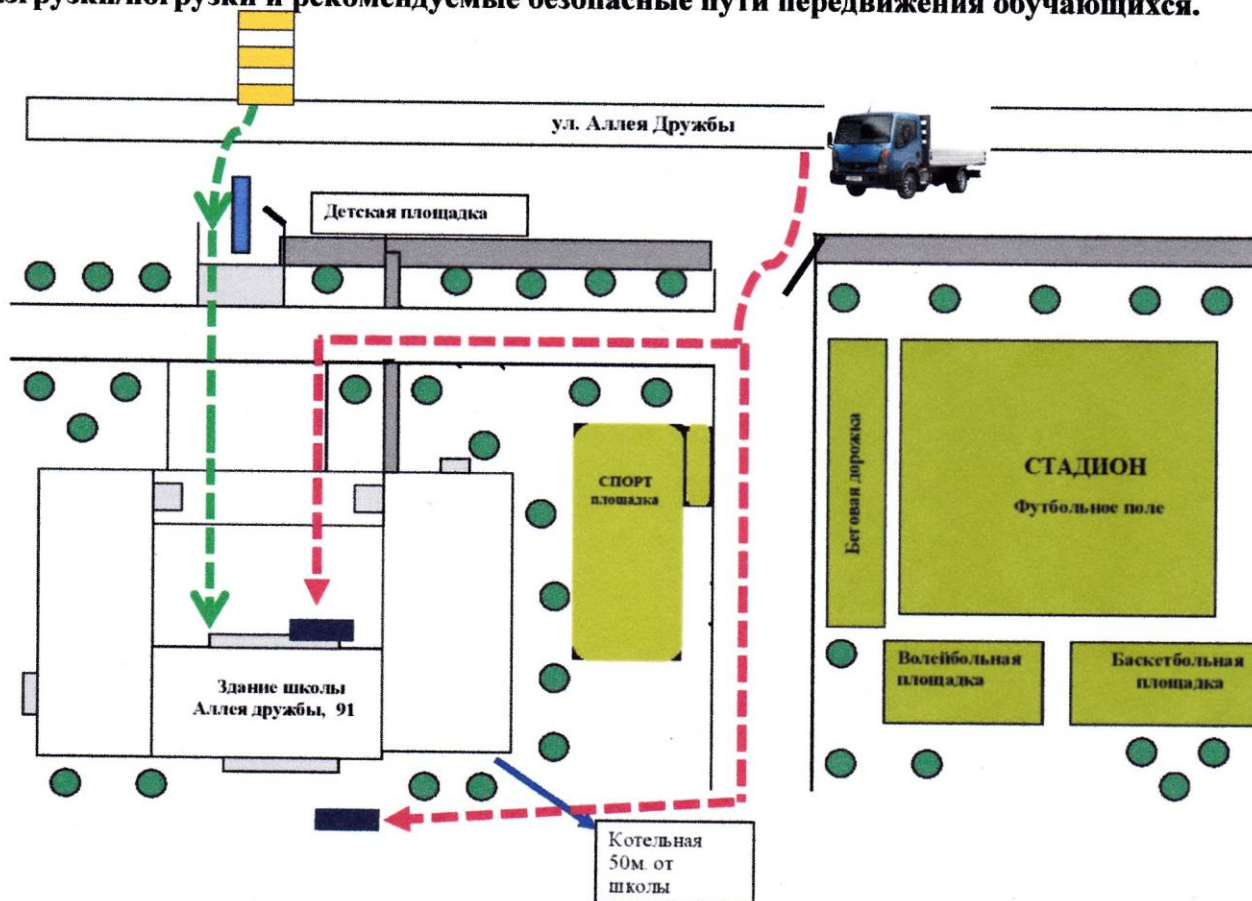 погрузки и рекомендуемые безопасные пути передвижения обучающихся.
ул. Аллея Дружбы
Детская площадка
СПОРТ
площадка
Беговая дорожка
СТАДИОН
Футбольное поле
Волейбольная
площадка
Баскетбольная
площадка
Здание школы
Аллея дружбы, 91
Котельная
50м. от
школы